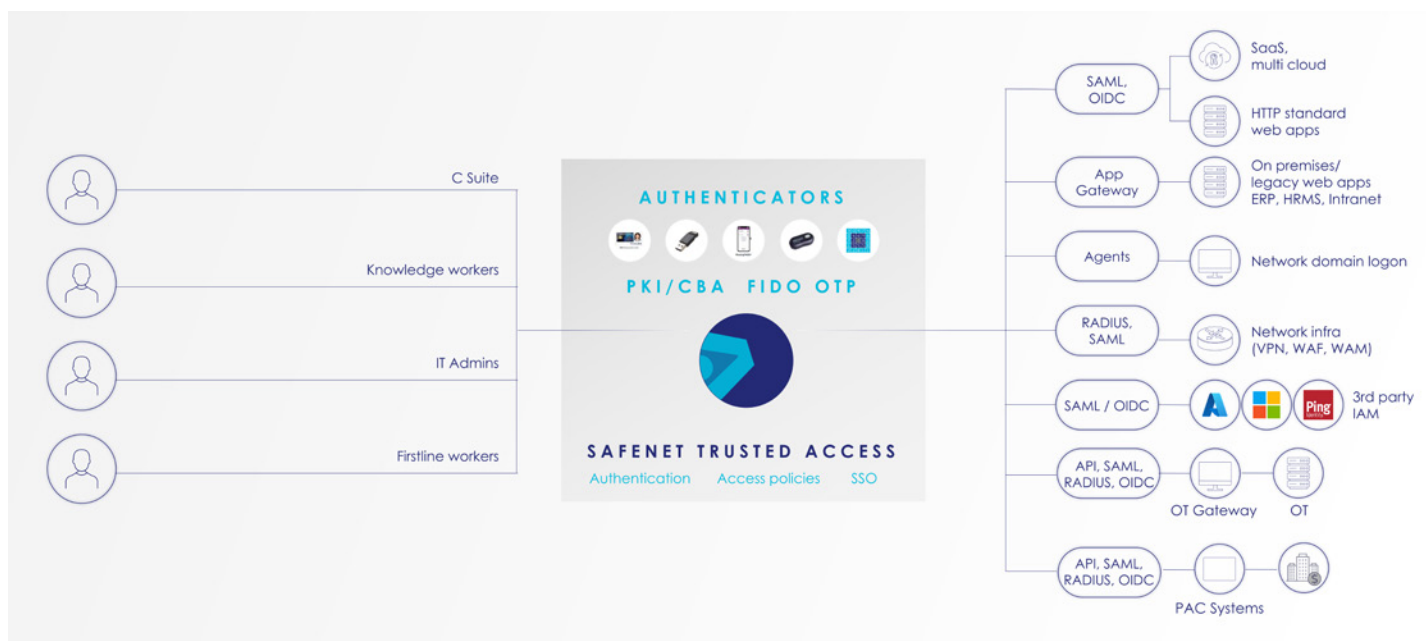 C Suite
Knowledge workers
IT Admins
Firstline workers
AUTHENTICATORS
PKI/CBA FIDO OTP
SAFENET TRUSTED ACCESS
Authentication Access policies SSO
SAML,
OIDC
SaaS,
multi cloud
HTTP standard
web apps
App
Gateway
On premises/
legacy web apps
ERP, HRMS, Intranet
Agents
Network domain logon
RADIUS,
SAML
Network infra
(VPN, WAF, WAM)
SAML / OIDC
Ping
Identity
3rd party
IAM
API, SAML,
RADIUS, OIDC
OT Gateway
OT
API, SAML,
RADIUS, OIDC
PAC Systems